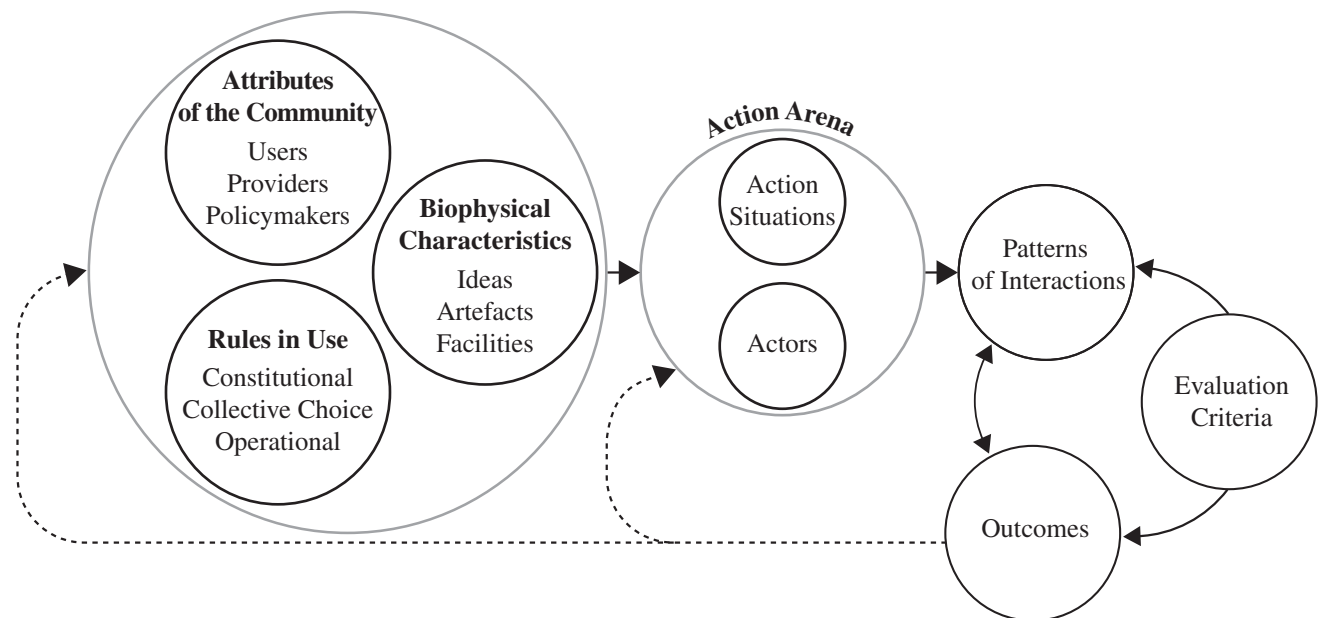 Attributes
of the Community
Users
Providers
Policymakers
Biophysical
Characteristics
Ideas
Artefacts
Facilities
Rules in Use
Constitutional
Collective Choice
Operational
Action Arena
Action
Situations
Actors
Patterns
of Interactions
Evaluation
Criteria
Outcomes